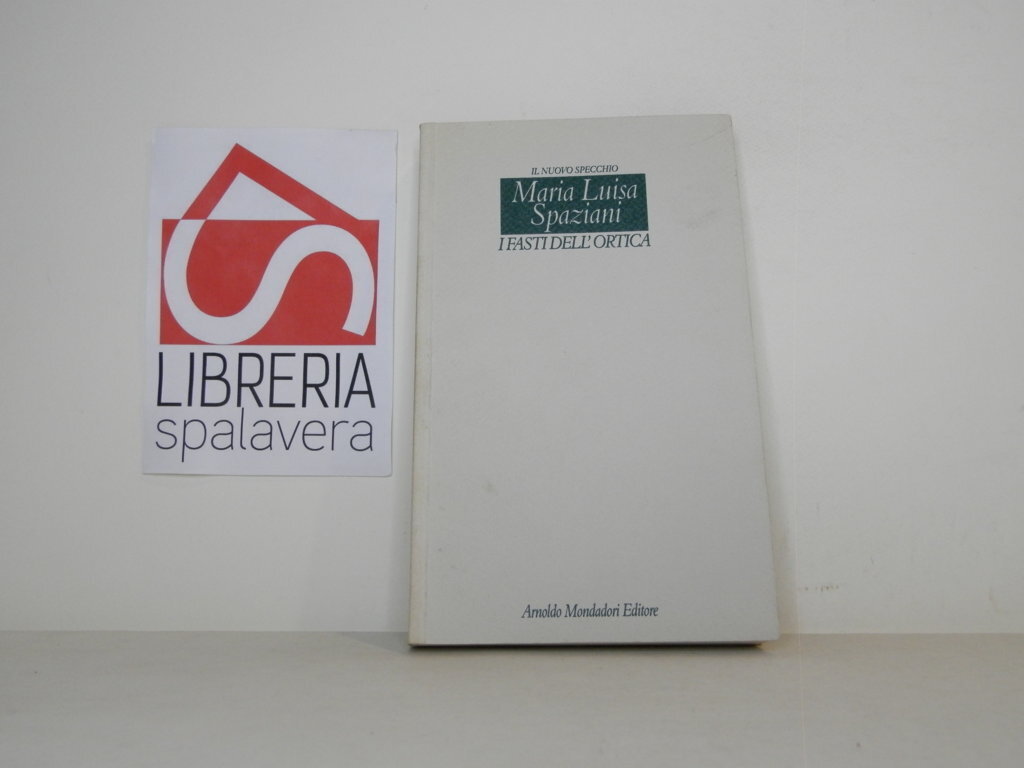 LIBRERIA
spalavera
IL NUOVO SPECCHIO
Maria Luisa
Spaziani
I FASTI DELL'ORTICA
Arnoldo Mondadori Editore